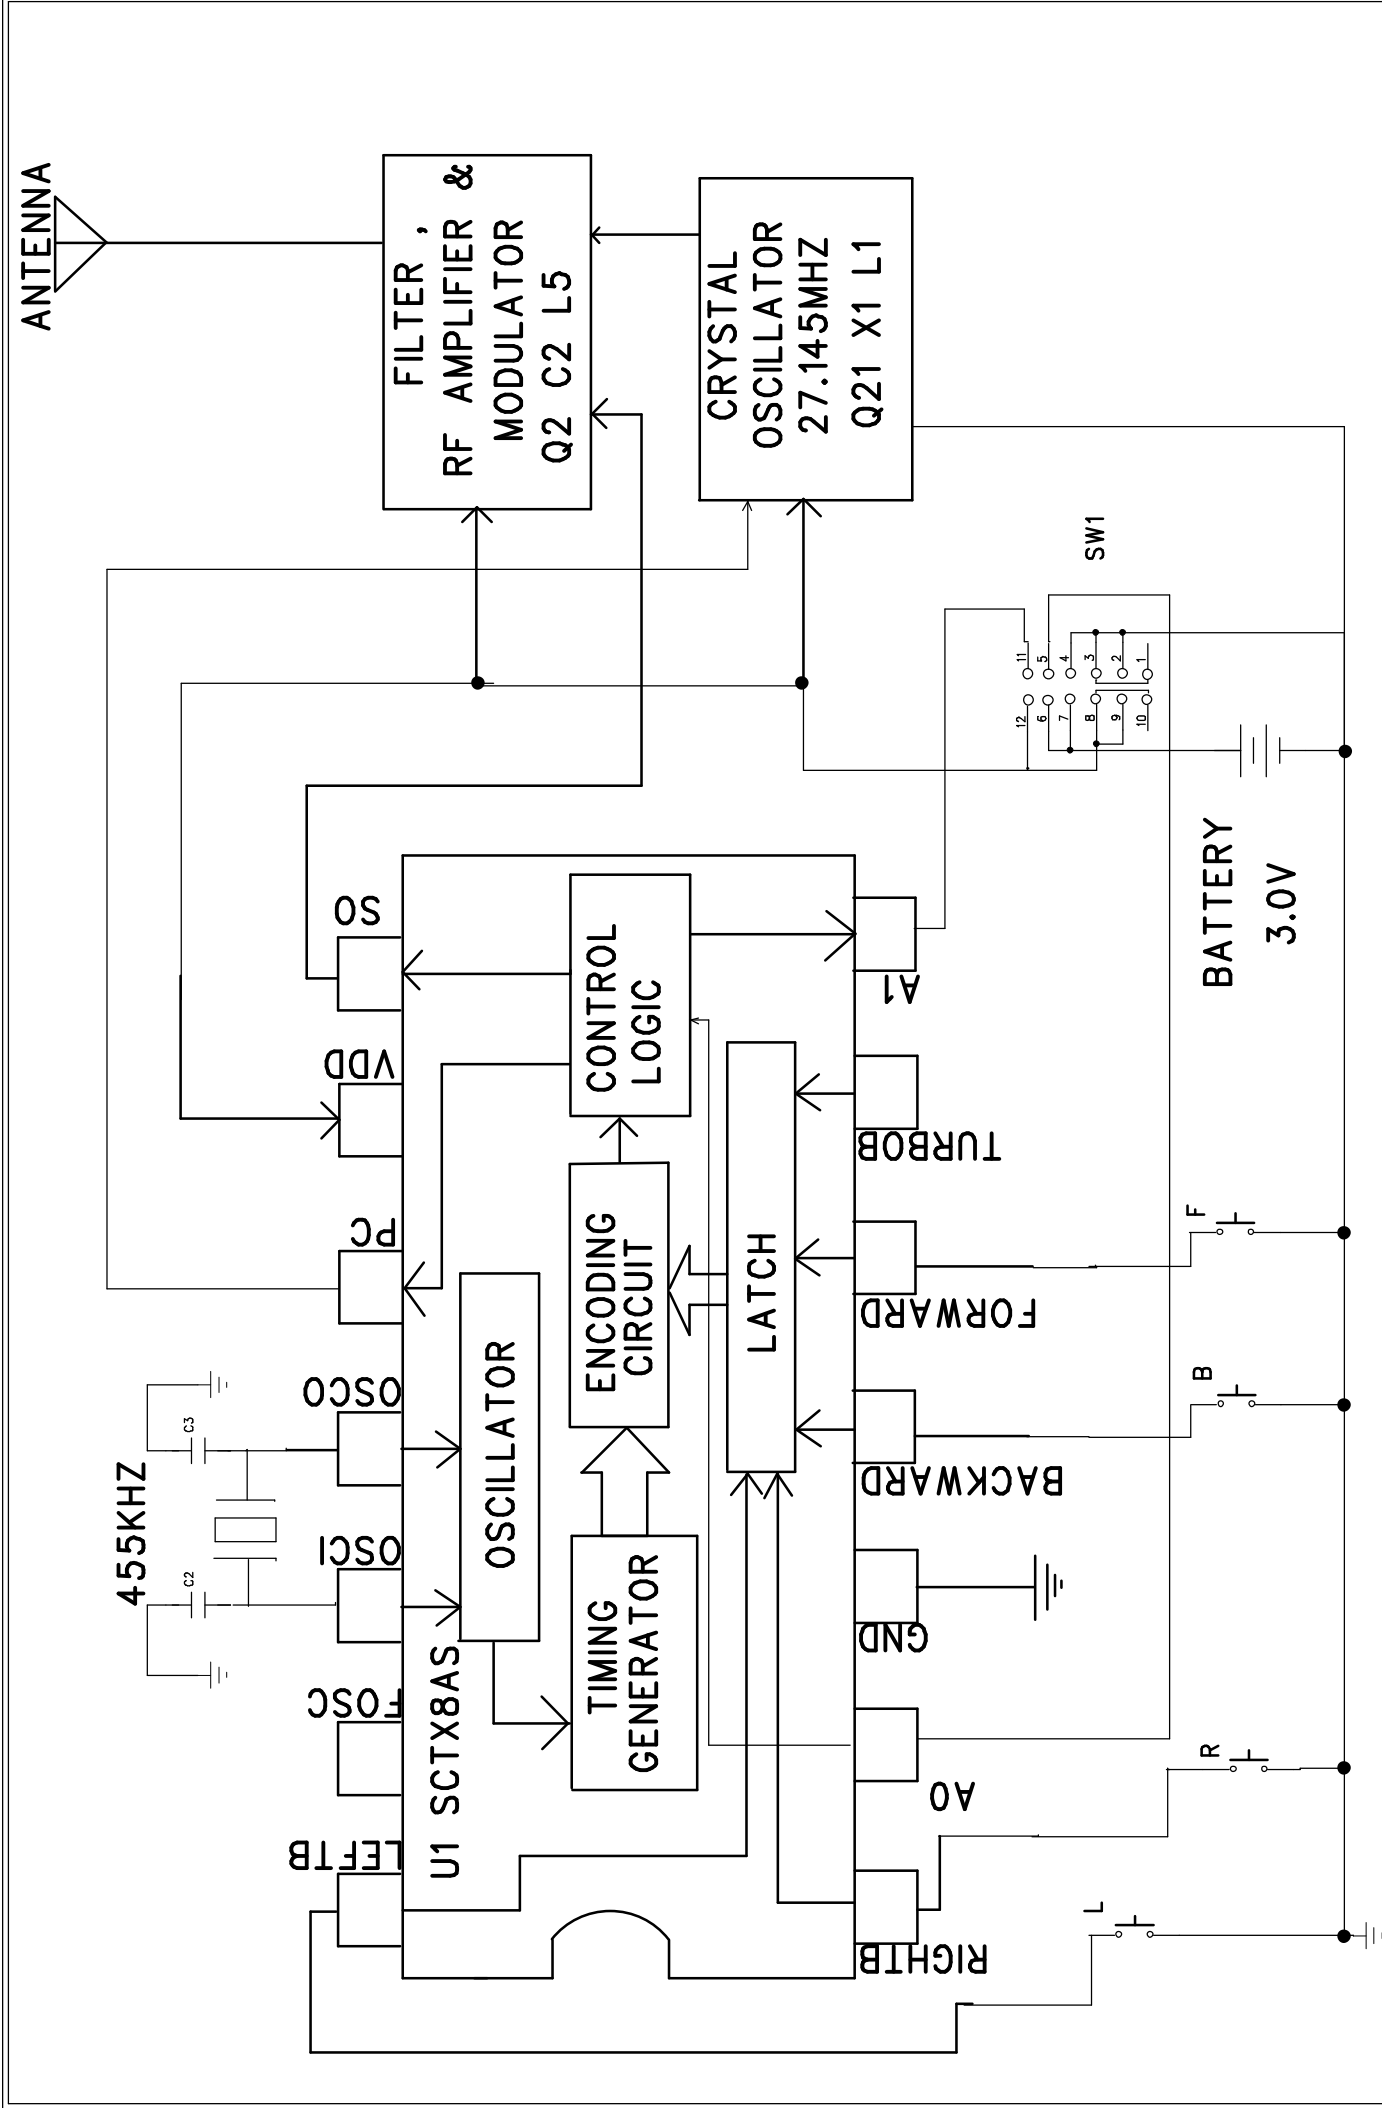 ANTENNA
FILTER ,
RF AMPLIFIER &
MODULATOR
Q2 C2 L5
CRYSTAL
OSCILLATOR
27.145MHZ
Q21 X1 L1
SW1
11
5
4
3
2
1
12
6
7
8
9
10
BATTERY
3.0V
455KHZ
C2
C3
LEFTB
FOSC
OSCI
OSCO
PC
VDD
SO
U1 SCTX8AS
OSCILLATOR
TIMING
GENERATOR
ENCODING
CIRCUIT
CONTROL
LOGIC
LATCH
RIGHTB
A0
GND
BACKWARD
FORWARD
TURBOB
A1
L
R
B
F